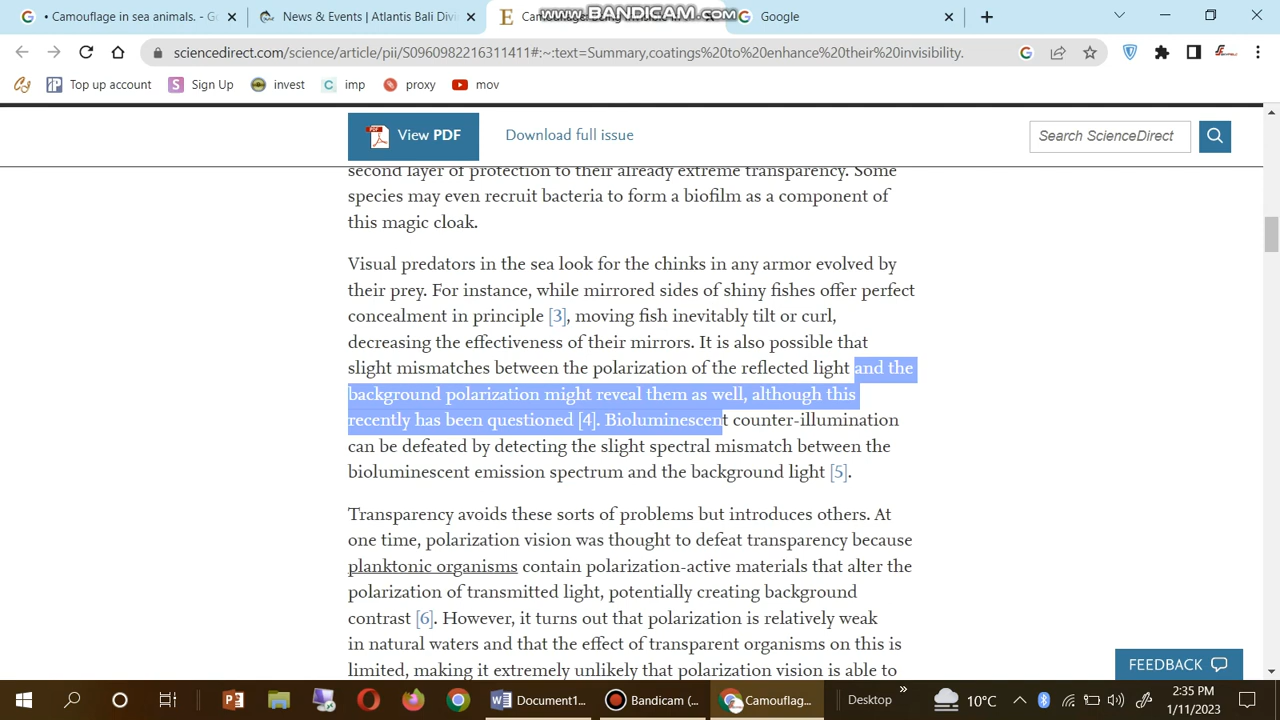 Camouflage in sea animals. - G
News & Events | Atlantis Bali Divi
Camouflage: Being invisible in
www.BANDICAM.com
Google
sciencedirect.com/science/article/pii/S0960982216311411#:~:text=Summary,coatings%20to%20enhance%20their%20invisibility.
Top up account
Sign Up
invest
imp
proxy
mov
View PDF
Download full issue
Search ScienceDirect
second layer of protection to their already extreme transparency. Some
species may even recruit bacteria to form a biofilm as a component of
this magic cloak.
Visual predators in the sea look for the chinks in any armor evolved by
their prey. For instance, while mirrored sides of shiny fishes offer perfect
concealment in principle [3], moving fish inevitably tilt or curl,
decreasing the effectiveness of their mirrors. It is also possible that
slight mismatches between the polarization of the reflected light and the
background polarization might reveal them as well, although this
recently has been questioned [4]. Bioluminescent counter-illumination
can be defeated by detecting the slight spectral mismatch between the
bioluminescent emission spectrum and the background light [5].
Transparency avoids these sorts of problems but introduces others. At
one time, polarization vision was thought to defeat transparency because
planktonic organisms contain polarization-active materials that alter the
polarization of transmitted light, potentially creating background
contrast [6]. However, it turns out that polarization is relatively weak
in natural waters and that the effect of transparent organisms on this is
limited, making it extremely unlikely that polarization vision is able to
FEEDBACK
Document1...
Bandicam (...
Camouflag...
Desktop
10°C
2:35 PM
1/11/2023